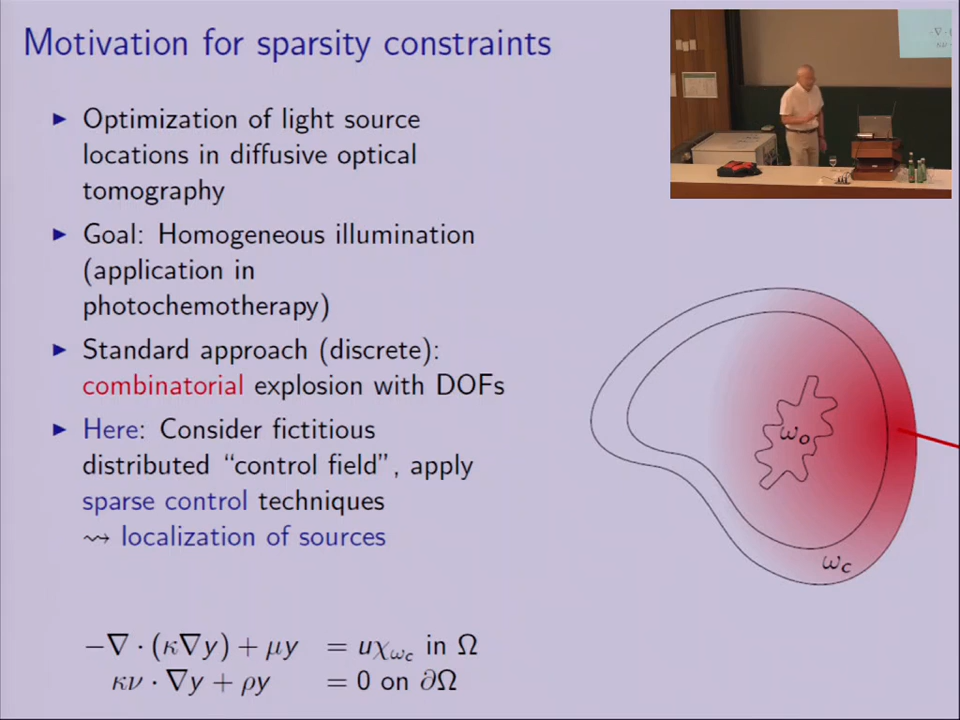 Motivation for sparsity constraints
▶ Optimization of light source
locations in diffusive optical
tomography
▶ Goal: Homogeneous illumination
(application in
photochemotherapy)
▶ Standard approach (discrete):
combinatorial explosion with DOFs
▶ Here: Consider fictitious
distributed “control field”, apply
sparse control techniques
⇝ localization of sources
ω_o
ω_c
−∇ · (κ∇y) + μy = uχ_{ω_c} in Ω
κν · ∇y + ρy = 0 on ∂Ω